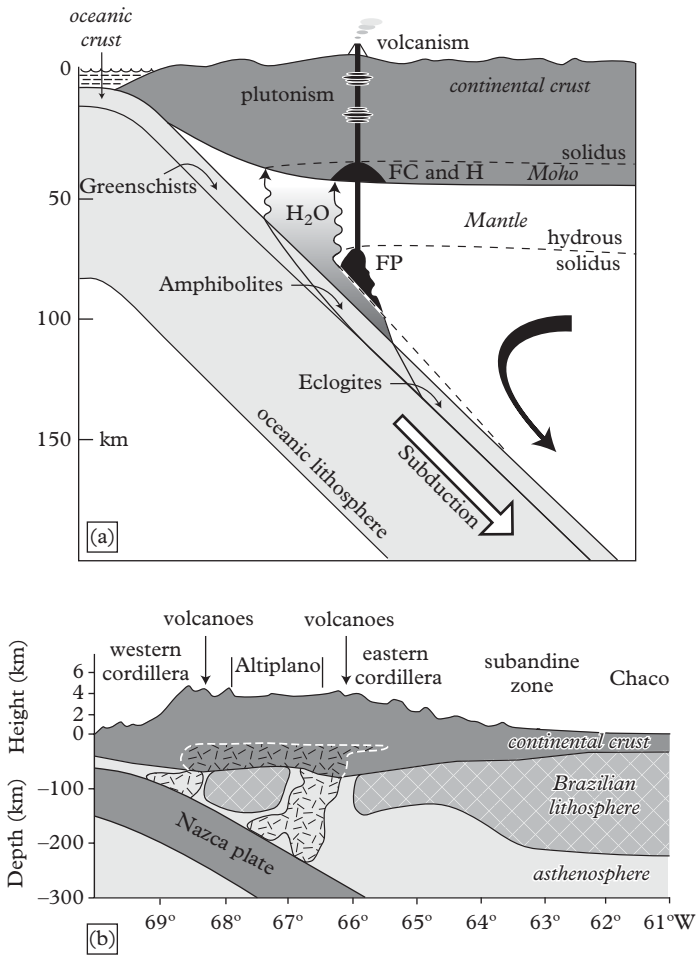 oceanic
crust
volcanism
0
plutonism
continental crust
solidus
FC and H
Moho
Greenschists
50
H2O
Mantle
hydrous
solidus
FP
Amphibolites
100
Eclogites
150
km
oceanic lithosphere
Subduction
(a)
volcanoes
volcanoes
western
cordillera
Altiplano
eastern
cordillera
subandine
zone
Chaco
Height (km)
6
4
2
0
continental crust
Depth (km)
-100
-200
-300
Brazilian
lithosphere
Nazca plate
asthenosphere
69° 68° 67° 66° 65° 64° 63° 62° 61°W
(b)